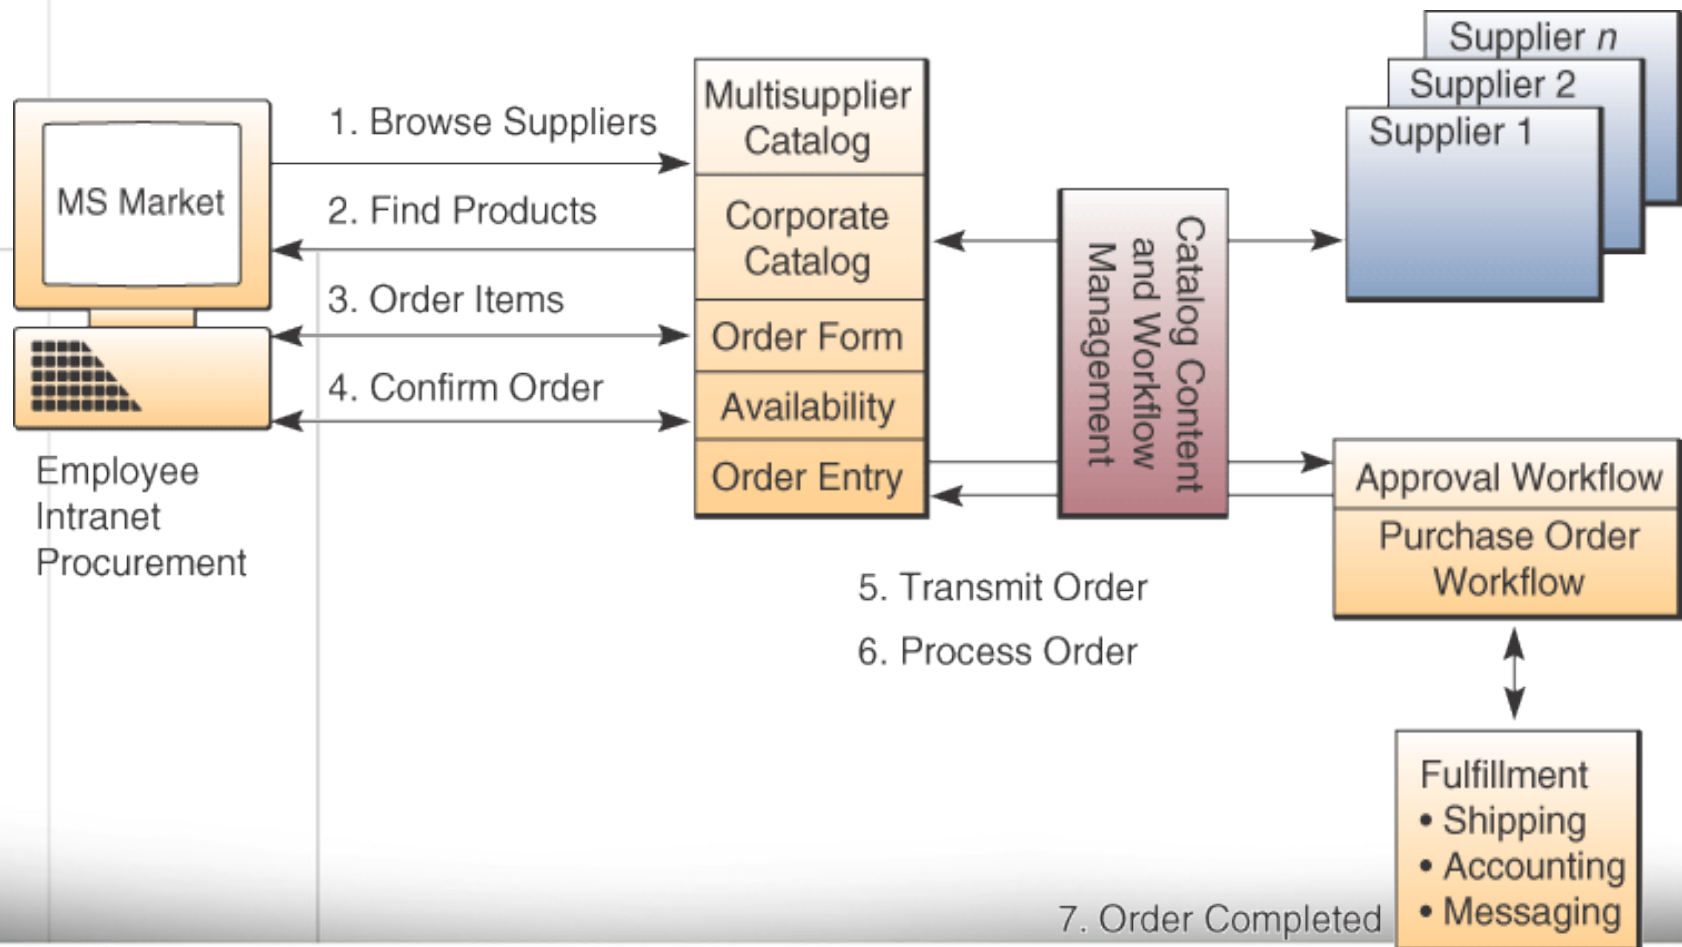 MS Market
Employee
Intranet
Procurement
1. Browse Suppliers
2. Find Products
3. Order Items
4. Confirm Order
Multisupplier
Catalog
Corporate
Catalog
Order Form
Availability
Order Entry
Catalog Content
and Workflow
Management
Supplier n
Supplier 2
Supplier 1
Approval Workflow
Purchase Order
Workflow
5. Transmit Order
6. Process Order
Fulfillment
• Shipping
• Accounting
• Messaging
7. Order Completed